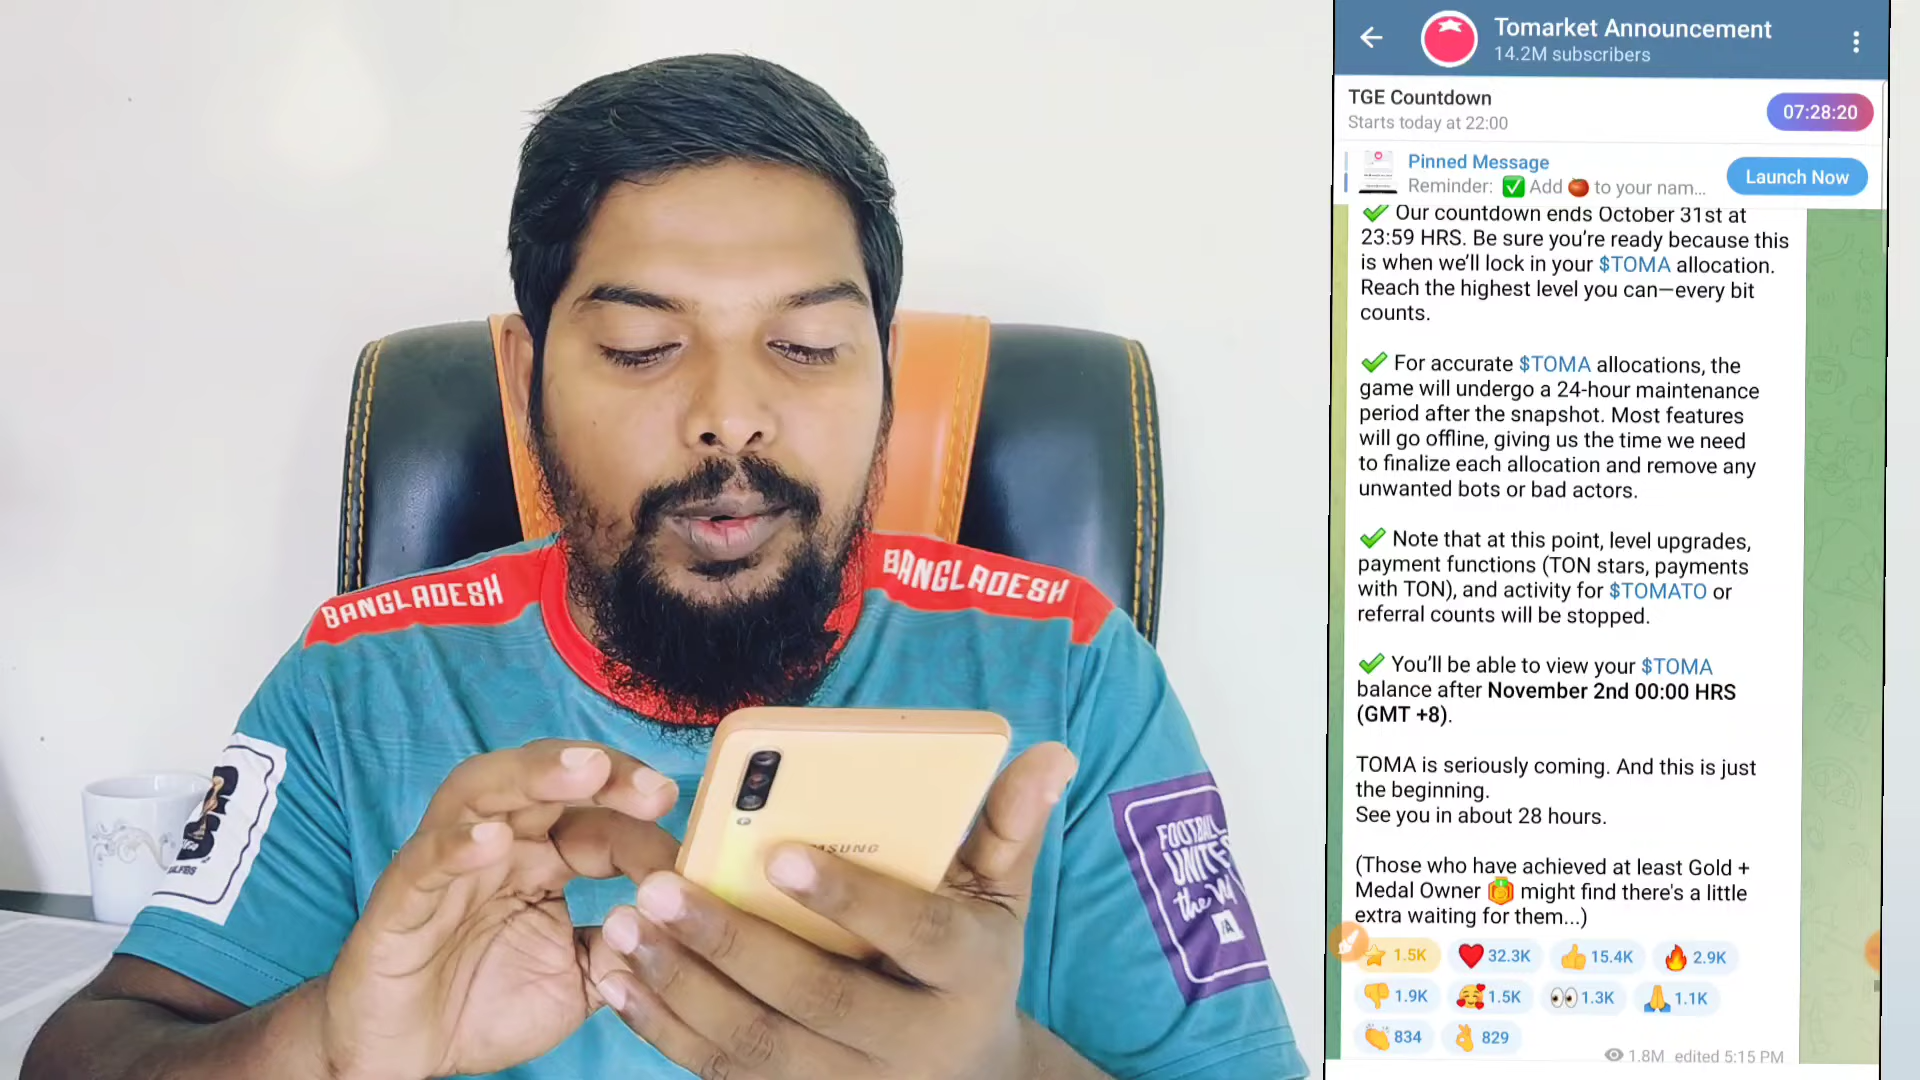 Tomarket Announcement
14.2M subscribers
TGE Countdown
Starts today at 22:00
07:28:20
Pinned Message
Reminder: ✅ Add 🍅 to your nam...
Launch Now
✔ Our countdown ends October 31st at
23:59 HRS. Be sure you’re ready because this
is when we’ll lock in your $TOMA allocation.
Reach the highest level you can—every bit
counts.
✔ For accurate $TOMA allocations, the
game will undergo a 24-hour maintenance
period after the snapshot. Most features
will go offline, giving us the time we need
to finalize each allocation and remove any
unwanted bots or bad actors.
✔ Note that at this point, level upgrades,
payment functions (TON stars, payments
with TON), and activity for $TOMATO or
referral counts will be stopped.
✔ You’ll be able to view your $TOMA
balance after November 2nd 00:00 HRS
(GMT +8).
TOMA is seriously coming. And this is just
the beginning.
See you in about 28 hours.
(Those who have achieved at least Gold +
Medal Owner 🏅 might find there's a little
extra waiting for them...)
⭐ 1.5K ❤ 32.3K 👍 15.4K 🔥 2.9K
👎 1.9K 🥰 1.5K 👀 1.3K 🙏 1.1K
👏 834 👌 829
1.8M edited 5:15 PM
BANGLADESH
BANGLADESH
FOOTBALL
UNITES
the